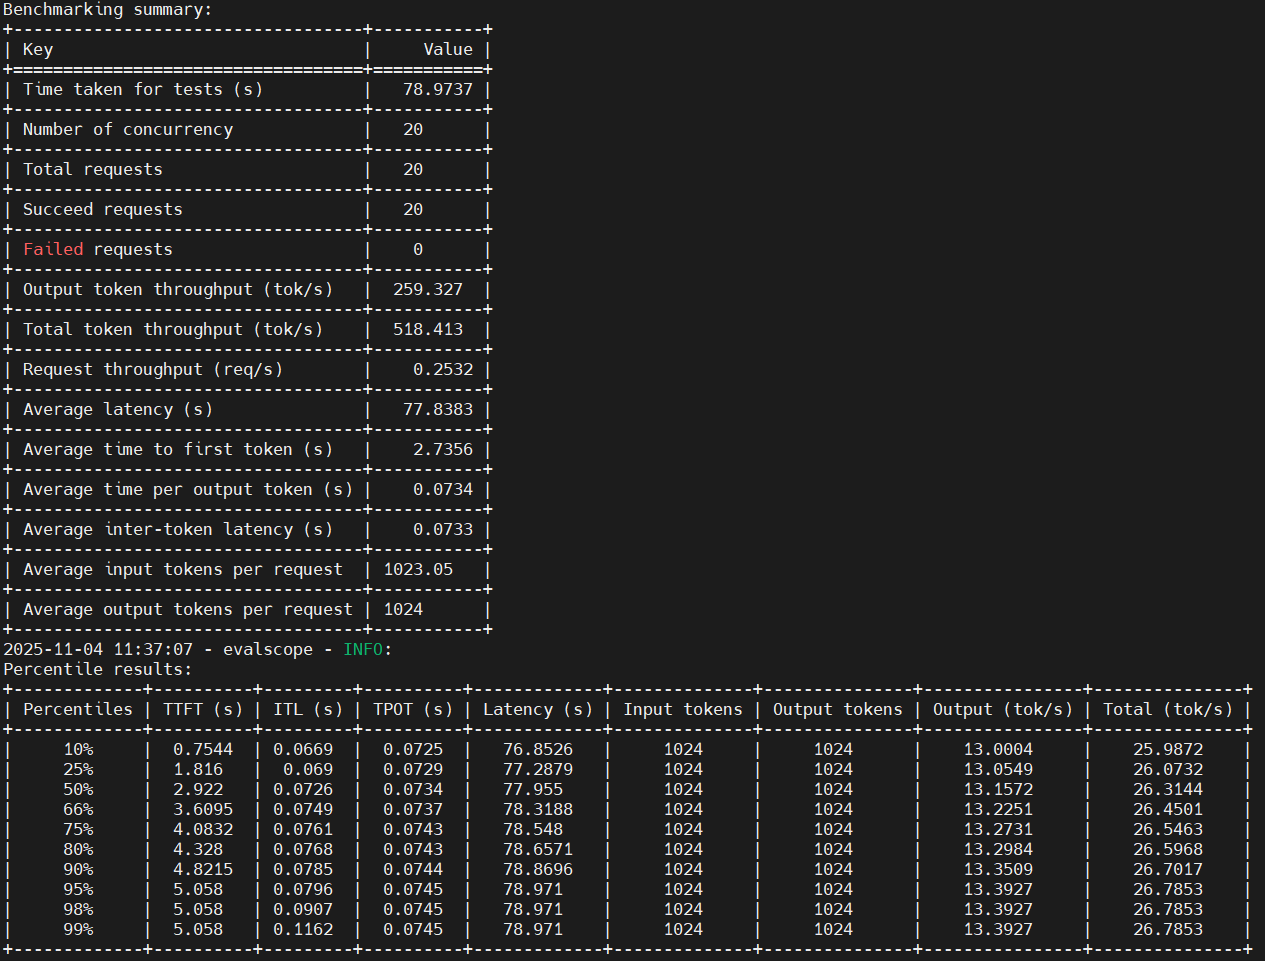 Benchmarking summary:
+-----------------------------------+-----------+
| Key                               |     Value |
+===================================+===========+
| Time taken for tests (s)          |   78.9737 |
+-----------------------------------+-----------+
| Number of concurrency             |   20      |
+-----------------------------------+-----------+
| Total requests                    |   20      |
+-----------------------------------+-----------+
| Succeed requests                  |   20      |
+-----------------------------------+-----------+
| Failed requests                   |    0      |
+-----------------------------------+-----------+
| Output token throughput (tok/s)   |  259.327  |
+-----------------------------------+-----------+
| Total token throughput (tok/s)    |  518.413  |
+-----------------------------------+-----------+
| Request throughput (req/s)        |    0.2532 |
+-----------------------------------+-----------+
| Average latency (s)               |   77.8383 |
+-----------------------------------+-----------+
| Average time to first token (s)   |    2.7356 |
+-----------------------------------+-----------+
| Average time per output token (s) |    0.0734 |
+-----------------------------------+-----------+
| Average inter-token latency (s)   |    0.0733 |
+-----------------------------------+-----------+
| Average input tokens per request  | 1023.05   |
+-----------------------------------+-----------+
| Average output tokens per request | 1024      |
+-----------------------------------+-----------+
2025-11-04 11:37:07 - evalscope - INFO:
Percentile results:
+-------------+----------+---------+----------+-------------+--------------+---------------+----------------+---------------+
| Percentiles | TTFT (s) | ITL (s) | TPOT (s) | Latency (s) | Input tokens | Output tokens | Output (tok/s) | Total (tok/s) |
+-------------+----------+---------+----------+-------------+--------------+---------------+----------------+---------------+
|     10%     |  0.7544  | 0.0669  |  0.0725  |   76.8526   |     1024     |     1024      |    13.0004     |    25.9872    |
|     25%     |  1.816   |  0.069  |  0.0729  |   77.2879   |     1024     |     1024      |    13.0549     |    26.0732    |
|     50%     |  2.922   | 0.0726  |  0.0734  |   77.955    |     1024     |     1024      |    13.1572     |    26.3144    |
|     66%     |  3.6095  | 0.0749  |  0.0737  |   78.3188   |     1024     |     1024      |    13.2251     |    26.4501    |
|     75%     |  4.0832  | 0.0761  |  0.0743  |   78.548    |     1024     |     1024      |    13.2731     |    26.5463    |
|     80%     |  4.328   | 0.0768  |  0.0743  |   78.6571   |     1024     |     1024      |    13.2984     |    26.5968    |
|     90%     |  4.8215  | 0.0785  |  0.0744  |   78.8696   |     1024     |     1024      |    13.3509     |    26.7017    |
|     95%     |  5.058   | 0.0796  |  0.0745  |   78.971    |     1024     |     1024      |    13.3927     |    26.7853    |
|     98%     |  5.058   | 0.0907  |  0.0745  |   78.971    |     1024     |     1024      |    13.3927     |    26.7853    |
|     99%     |  5.058   | 0.1162  |  0.0745  |   78.971    |     1024     |     1024      |    13.3927     |    26.7853    |
+-------------+----------+---------+----------+-------------+--------------+---------------+----------------+---------------+